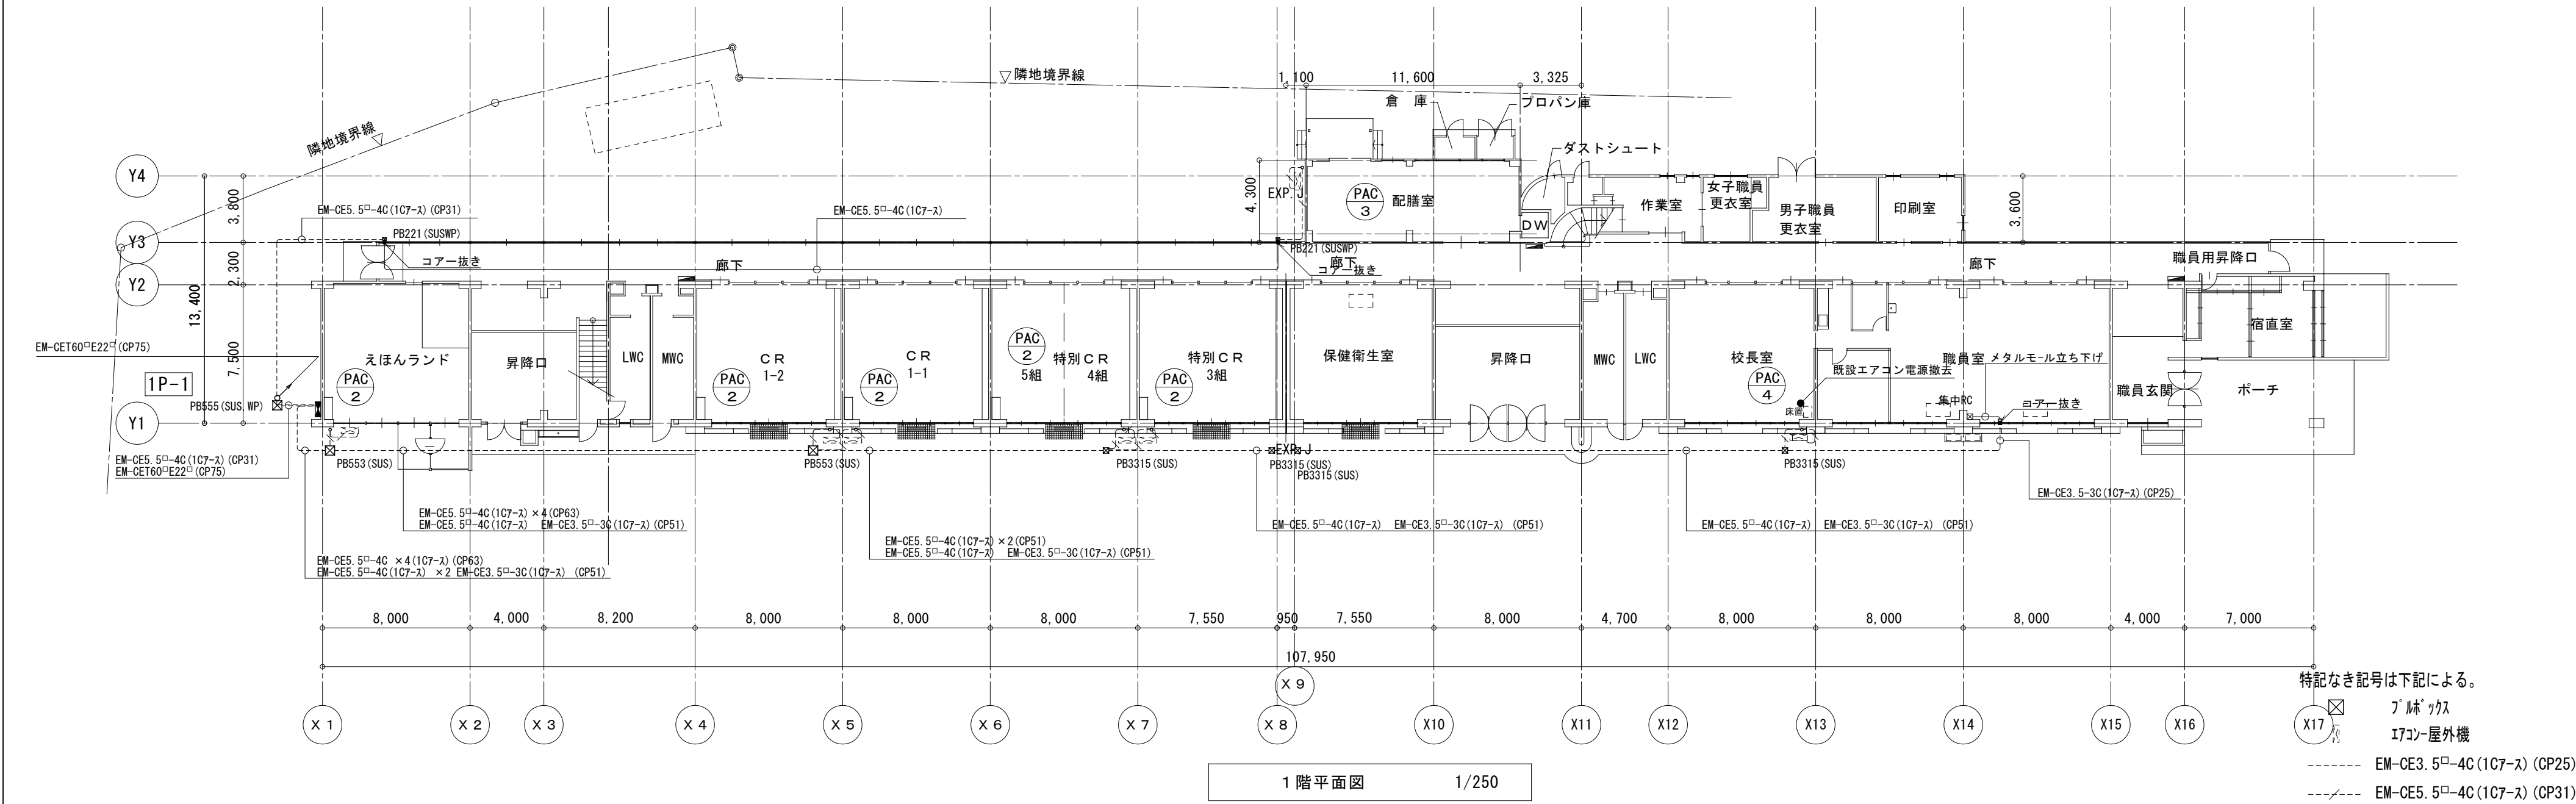 隣地境界線
隣地境界線
1,100
11,600
3,325
倉 庫
プロパン庫
ダストシュート
Y4
Y3
Y2
Y1
3,800
2,300
7,500
13,400
4,300
3,600
EM-CE5.5□-4C(1Cアース)(CP31)
EM-CE5.5□-4C(1Cアース)
PB221(SUSWP)
コアー抜き
EXP.J
PAC
3
配膳室
DW
作業室
女子職員
更衣室
男子職員
更衣室
印刷室
PB221(SUSWP)
コアー抜き
廊下
廊下
廊下
職員用昇降口
EM-CET60□E22□(CP75)
1P-1
PB555(SUS,WP)
えほんランド
PAC
2
昇降口
LWC
MWC
CR
1-2
PAC
2
CR
1-1
PAC
2
PAC
2
5組
特別CR
4組
特別CR
3組
PAC
2
保健衛生室
昇降口
MWC
LWC
校長室
PAC
4
既設エアコン電源撤去
床置
職員室
メタルモール立ち下げ
集中RC
コアー抜き
職員玄関
宿直室
ポーチ
EM-CE5.5□-4C(1Cアース)(CP31)
EM-CET60□E22□(CP75)
PB553(SUS)
PB553(SUS)
PB3315(SUS)
EXP.J
PB3315(SUS)
PB3315(SUS)
PB3315(SUS)
EM-CE3.5-3C(1Cアース)(CP25)
EM-CE5.5□-4C(1Cアース)×4(CP63)
EM-CE5.5□-4C(1Cアース) EM-CE3.5□-3C(1Cアース)(CP51)
EM-CE5.5□-4C ×4(1Cアース)(CP63)
EM-CE5.5□-4C(1Cアース) ×2 EM-CE3.5□-3C(1Cアース) (CP51)
EM-CE5.5□-4C(1Cアース)×2(CP51)
EM-CE5.5□-4C(1Cアース) EM-CE3.5□-3C(1Cアース)(CP51)
EM-CE5.5□-4C(1Cアース) EM-CE3.5□-3C(1Cアース) (CP51)
EM-CE5.5□-4C(1Cアース) EM-CE3.5□-3C(1Cアース) (CP51)
8,000
4,000
8,200
8,000
8,000
8,000
7,550
950
7,550
8,000
4,700
8,000
8,000
8,000
4,000
7,000
107,950
X1
X2
X3
X4
X5
X6
X7
X8
X9
X10
X11
X12
X13
X14
X15
X16
X17
特記なき記号は下記による。
プルボックス
エアコン-屋外機
EM-CE3.5□-4C(1Cアース)(CP25)
EM-CE5.5□-4C(1Cアース)(CP31)
1階平面図 1/250